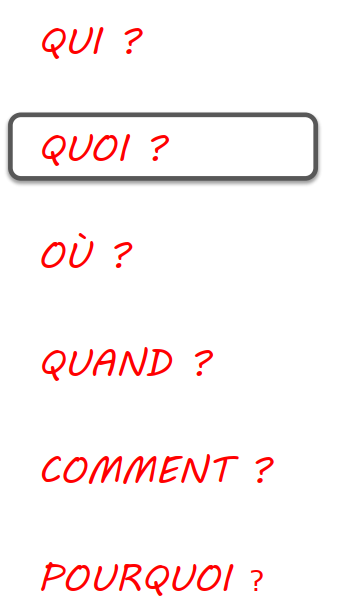 QUI ?
QUOI ?
OÙ ?
QUAND ?
COMMENT ?
POURQUOI ?